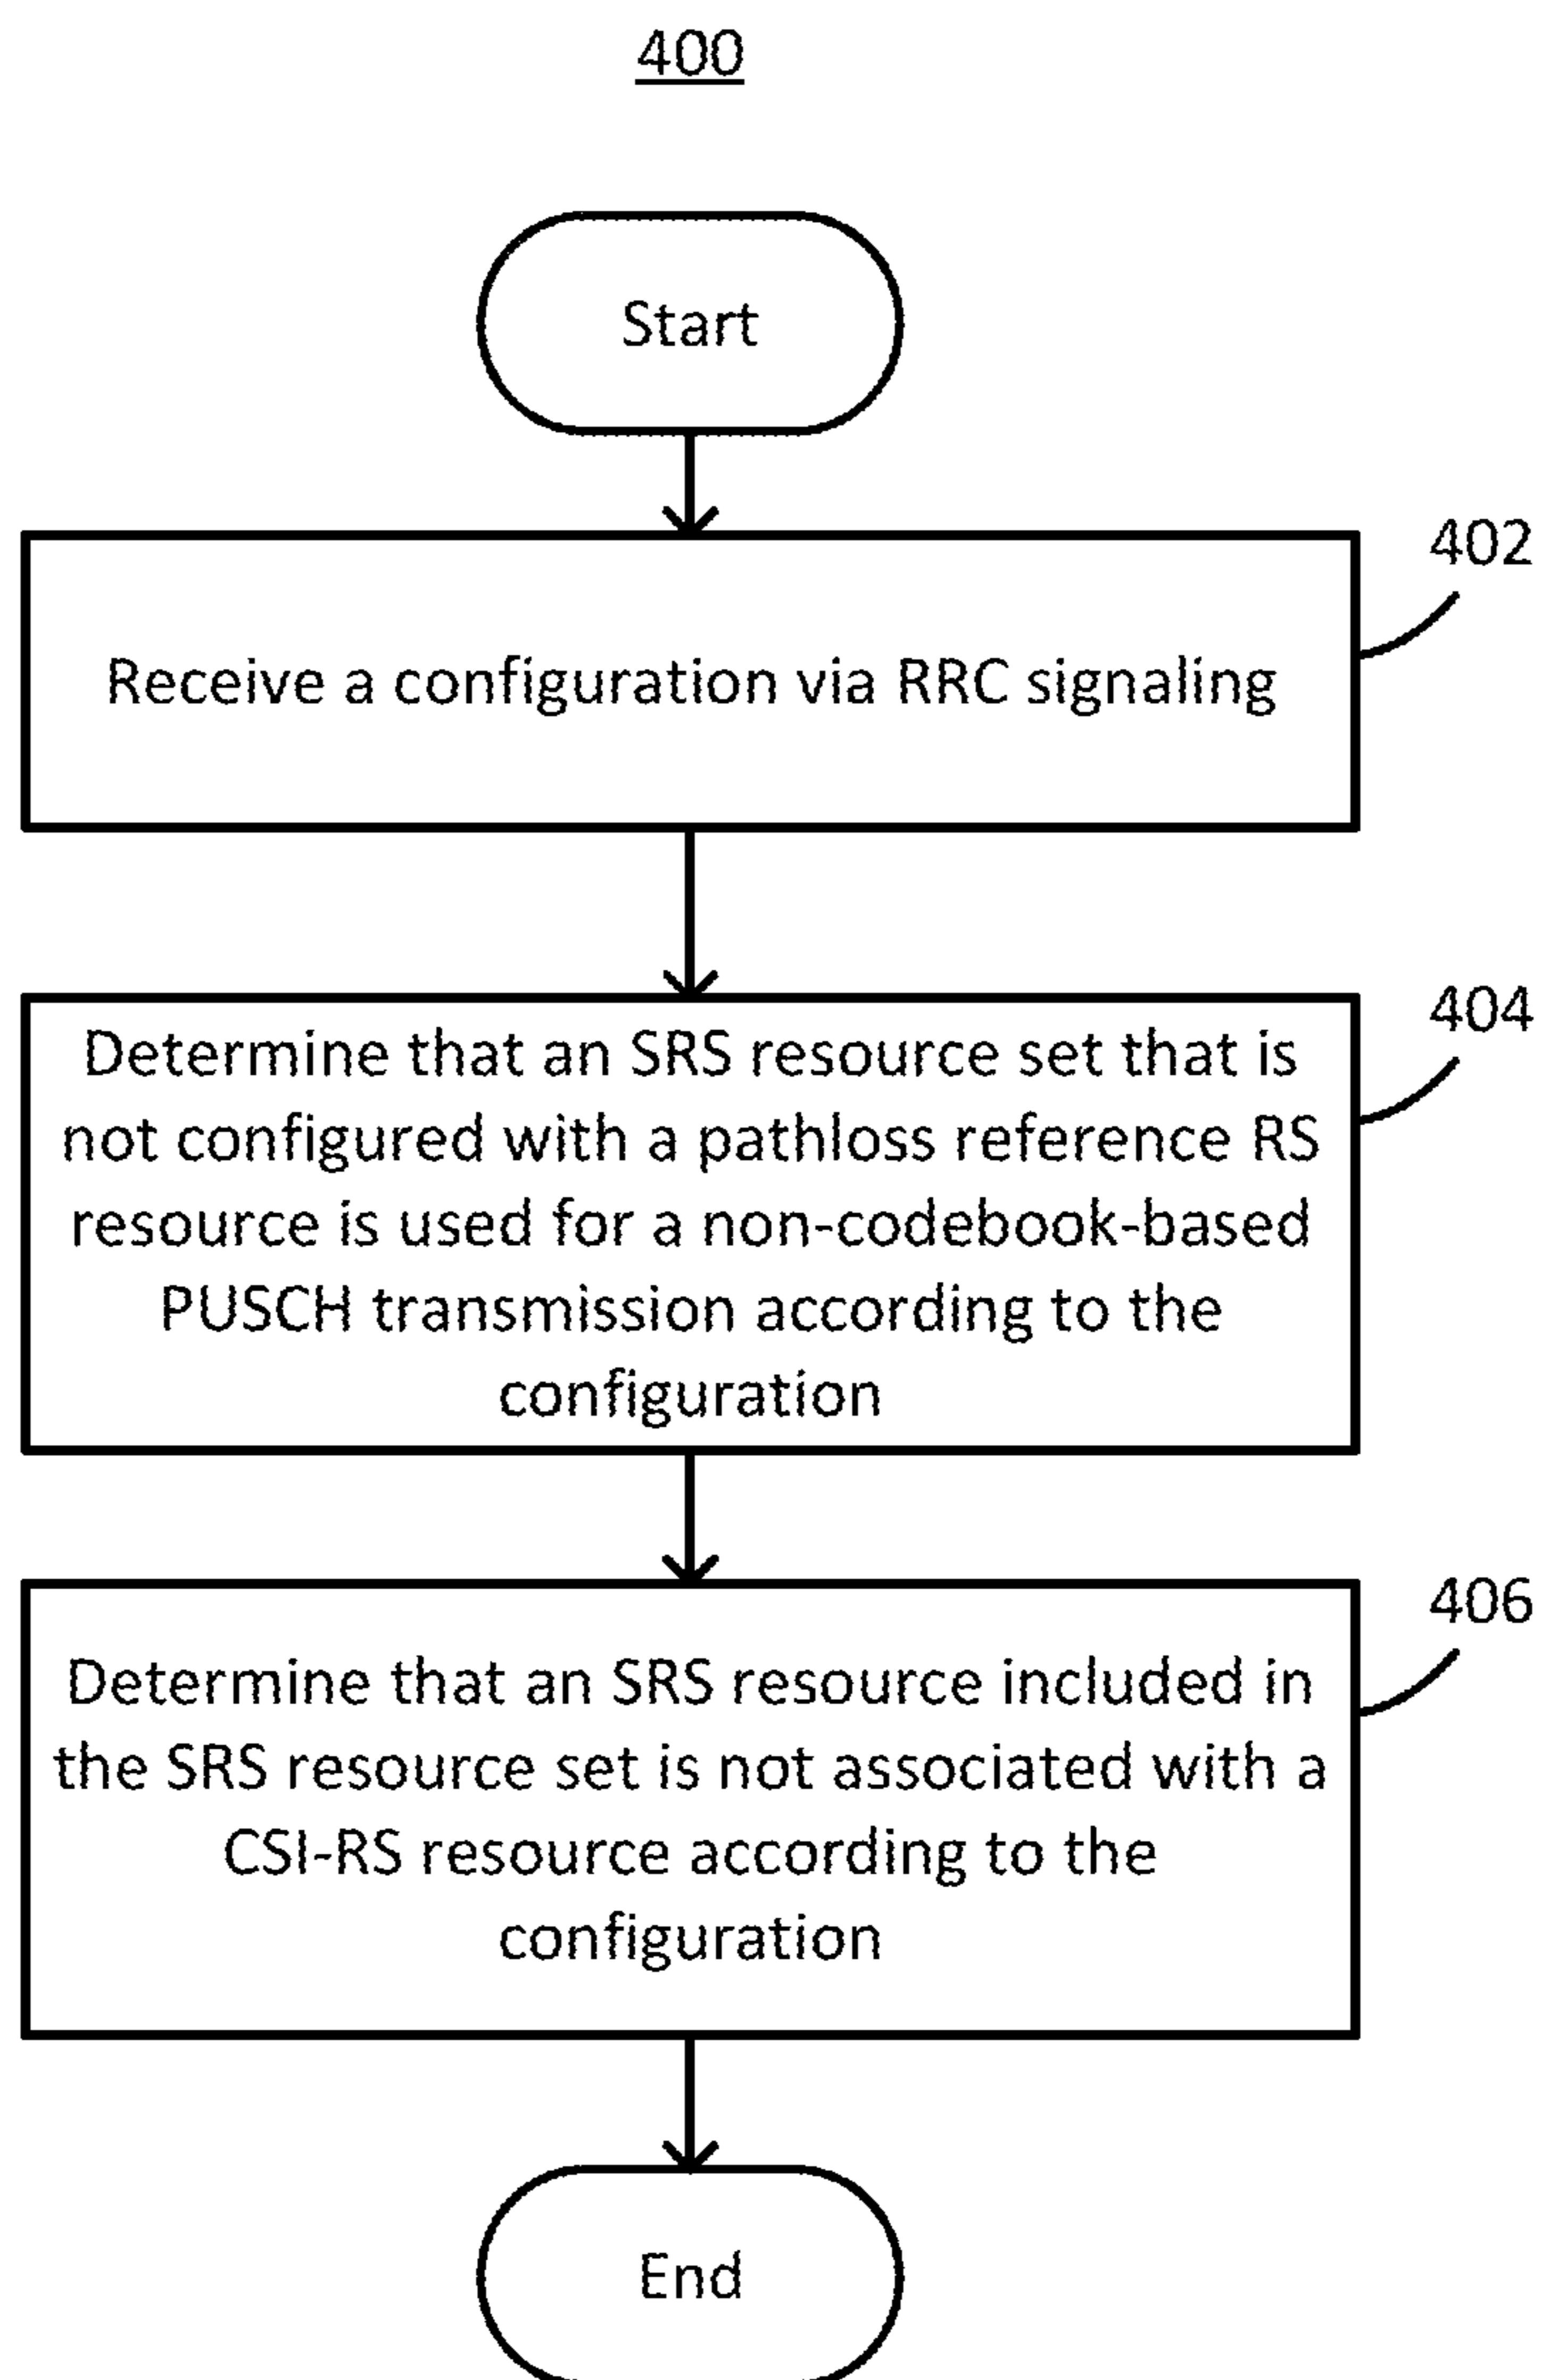 400
Start
402
Receive a configuration via RRC signaling
404
Determine that an SRS resource set that is
not configured with a pathloss reference RS
resource is used for a non-codebook-based
PUSCH transmission according to the
configuration
406
Determine that an SRS resource included in
the SRS resource set is not associated with a
CSI-RS resource according to the
configuration
End